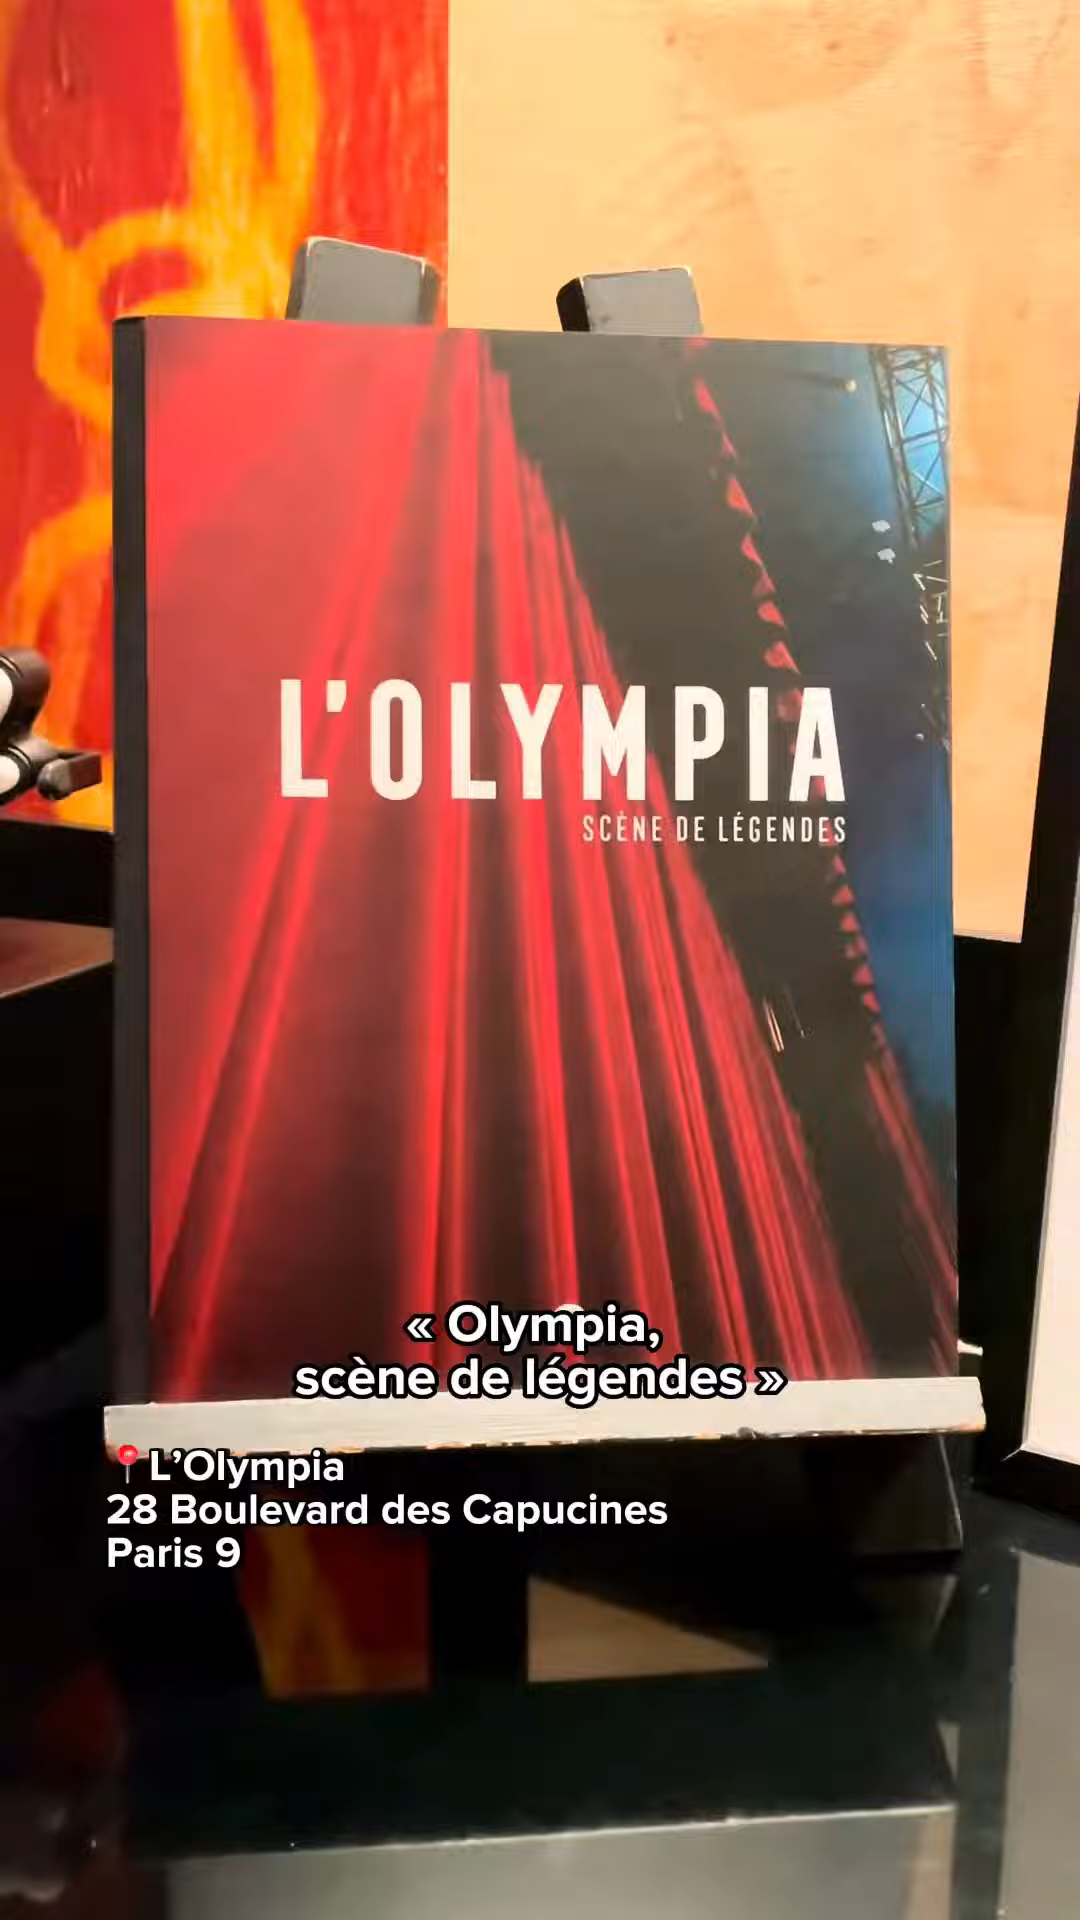 L'OLYMPIA
SCÈNE DE LÉGENDES
« Olympia,
scène de légendes »
📍L'Olympia
28 Boulevard des Capucines
Paris 9